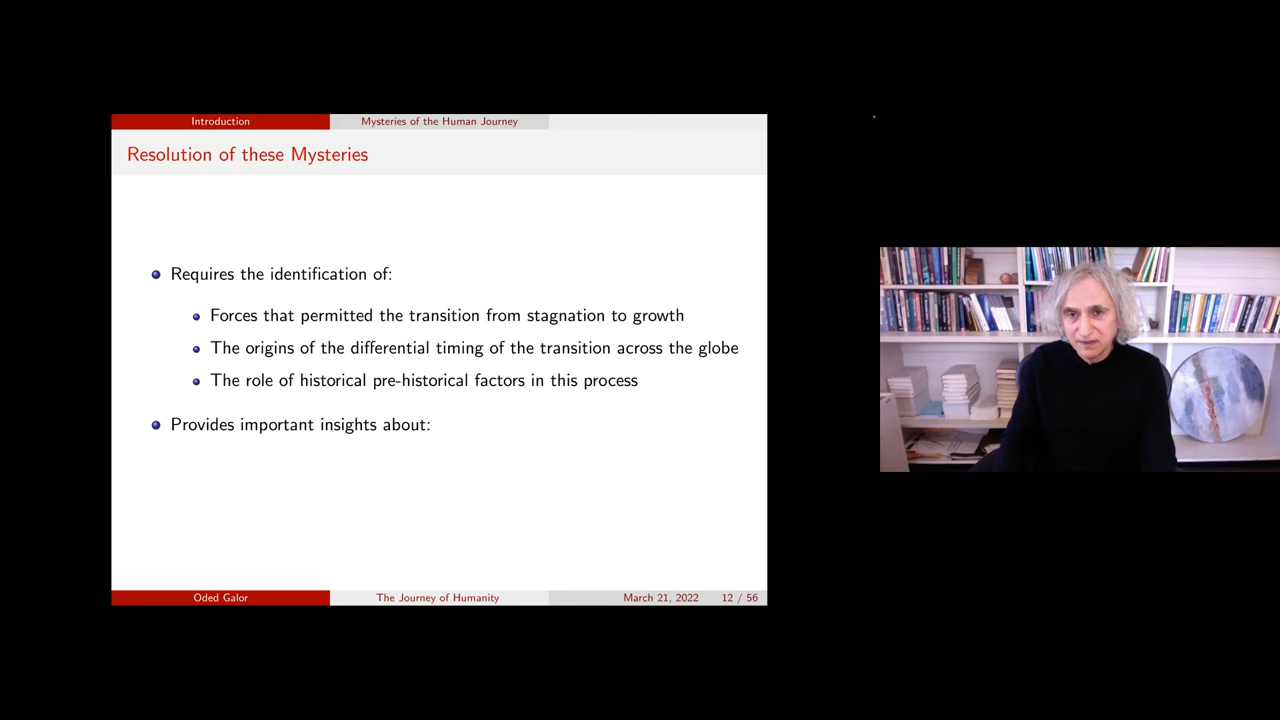 Introduction
Mysteries of the Human Journey
Resolution of these Mysteries
Requires the identification of:
Forces that permitted the transition from stagnation to growth
The origins of the differential timing of the transition across the globe
The role of historical pre-historical factors in this process
Provides important insights about:
Oded Galor
The Journey of Humanity
March 21, 2022
12 / 56